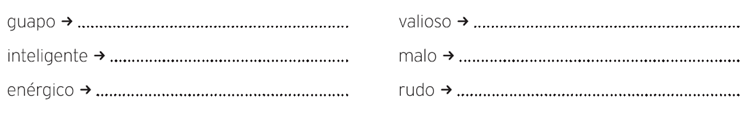 guapo → ........................................ valioso → ........................................
inteligente → ........................................ malo → ........................................
enérgico → ........................................ rudo → ........................................